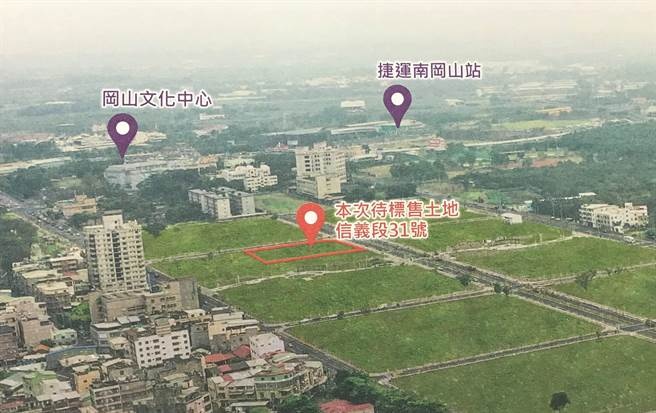 捷運南岡山站
岡山文化中心
本次待標售土地
信義段31號